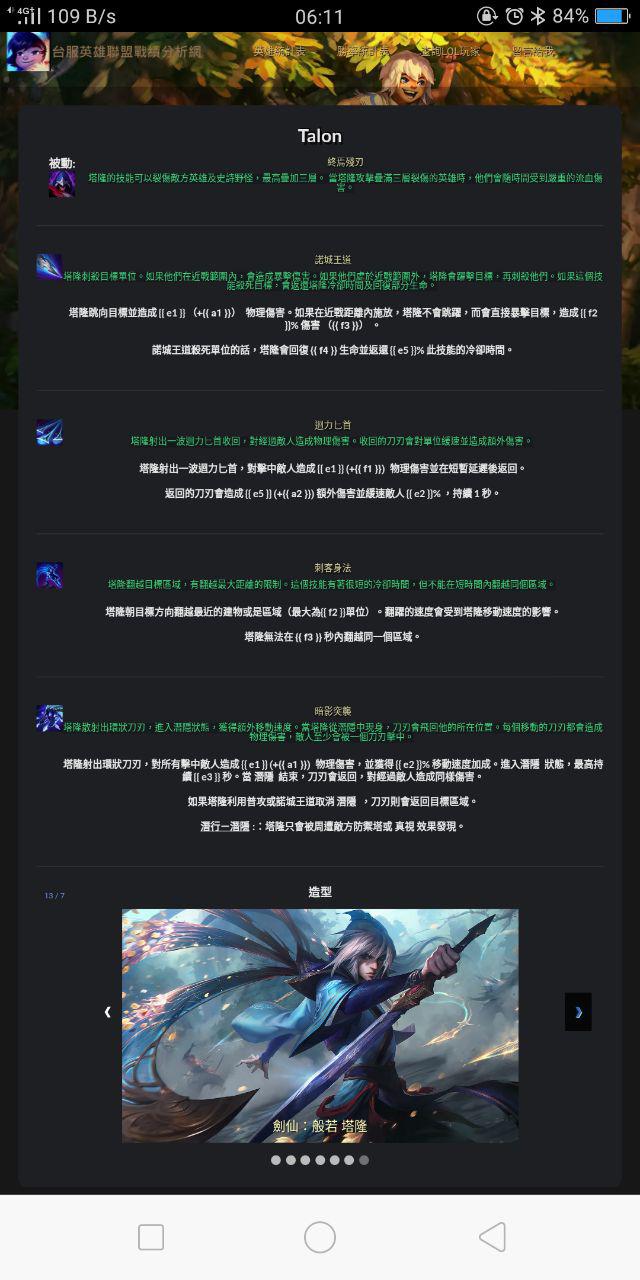 4G 109 B/s 06:11 84%
台服英雄聯盟戰績分析網 英雄統計表 勝率統計表 查詢LOL玩家 留言給我
Talon
被動:
終焉殘刃
塔隆的技能可以裂傷敵方英雄及史詩野怪，最高疊加三層。 當塔隆攻擊疊滿三層裂傷的英雄時，他們會隨時間受到嚴重的流血傷
害。
諾城王道
塔隆刺殺目標單位。如果他們在近戰範圍內，會造成暴擊傷害。如果他們處於近戰範圍外，塔隆會躍擊目標，再刺殺他們。如果這個技
能殺死目標，會返還塔隆冷卻時間及回復部分生命。
塔隆跳向目標並造成 {{ e1 }} （+{{ a1 }}） 物理傷害。如果在近戰距離內施放，塔隆不會跳躍，而會直接暴擊目標，造成 {{ f2
}}% 傷害 （{{ f3 }}） 。
諾城王道殺死單位的話，塔隆會回復 {{ f4 }} 生命並返還 {{ e5 }}% 此技能的冷卻時間。
迴力匕首
塔隆射出一波迴力匕首收回，對經過敵人造成物理傷害。收回的刀刃會對單位緩速並造成額外傷害。
塔隆射出一波迴力匕首，對擊中敵人造成 {{ e1 }} (+{{ f1 }}) 物理傷害並在短暫延遲後返回。
返回的刀刃會造成 {{ e5 }} (+{{ a2 }}) 額外傷害並緩速敵人 {{ e2 }}% ，持續 1 秒。
刺客身法
塔隆翻越目標區域，有翻越最大距離的限制。這個技能有著很短的冷卻時間，但不能在短時間內翻越同個區域。
塔隆朝目標方向翻越最近的建物或是區域（最大為{{ f2 }}單位）。翻躍的速度會受到塔隆移動速度的影響。
塔隆無法在 {{ f3 }} 秒內翻越同一個區域。
暗影突襲
塔隆散射出環狀刀刃，進入潛隱狀態，獲得額外移動速度。當塔隆從潛隱中現身，刀刃會飛回他的所在位置。每個移動的刀刃都會造成
物理傷害，敵人至少會被一個刀刃擊中。
塔隆射出環狀刀刃，對所有擊中敵人造成 {{ e1 }} (+{{ a1 }}) 物理傷害，並獲得 {{ e2 }}% 移動速度加成。進入潛隱 狀態，最高持
續 {{ e3 }} 秒。當 潛隱 結束，刀刃會返回，對經過敵人造成同樣傷害。
如果塔隆利用普攻或諾城王道取消 潛隱 ，刀刃則會返回目標區域。
潛行－潛隱 :：塔隆只會被周遭敵方防禦塔或 真視 效果發現。
13 / 7
造型
劍仙：般若 塔隆